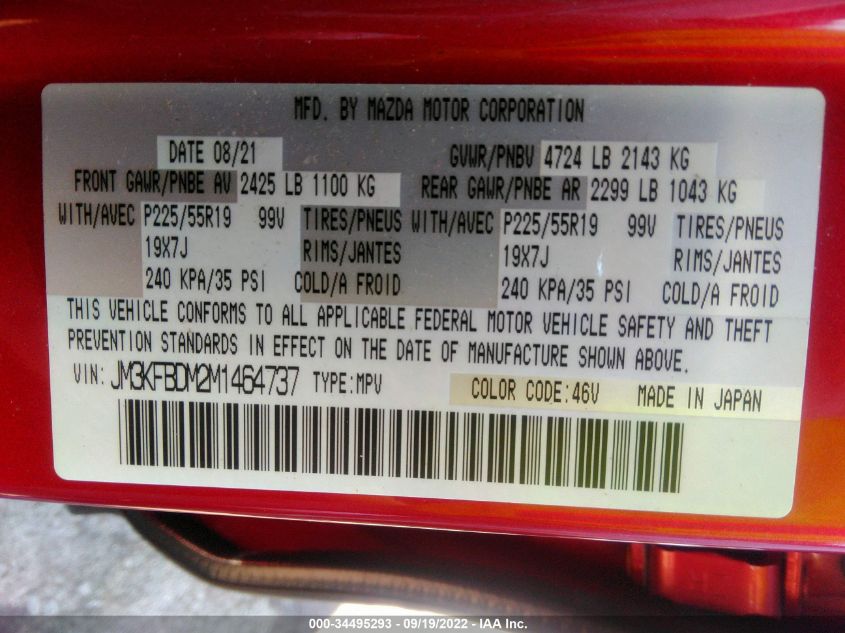 MFD. BY MAZDA MOTOR CORPORATION
DATE 08/21 GVWR/PNBV 4724 LB 2143 KG
FRONT GAWR/PNBE AV 2425 LB 1100 KG REAR GAWR/PNBE AR 2299 LB 1043 KG
WITH/AVEC P225/55R19 99V TIRES/PNEUS WITH/AVEC P225/55R19 99V TIRES/PNEUS
19X7J RIMS/JANTES 19X7J RIMS/JANTES
240 KPA/35 PSI COLD/A FROID 240 KPA/35 PSI COLD/A FROID
THIS VEHICLE CONFORMS TO ALL APPLICABLE FEDERAL MOTOR VEHICLE SAFETY AND THEFT
PREVENTION STANDARDS IN EFFECT ON THE DATE OF MANUFACTURE SHOWN ABOVE.
VIN: JM3KFBDM2M1464737 TYPE:MPV COLOR CODE:46V MADE IN JAPAN
000-34495293 - 09/19/2022 - IAA Inc.